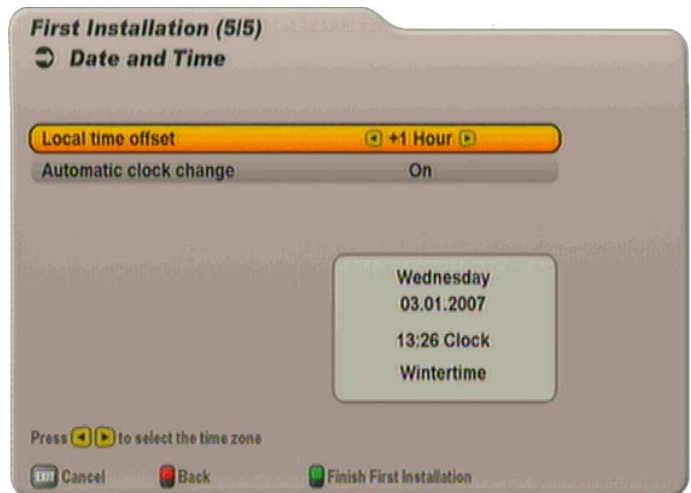 First Installation (5/5)
Date and Time
Local time offset +1 Hour
Automatic clock change On
Wednesday
03.01.2007
13:26 Clock
Wintertime
Press to select the time zone
EXIT Cancel Back Finish First Installation